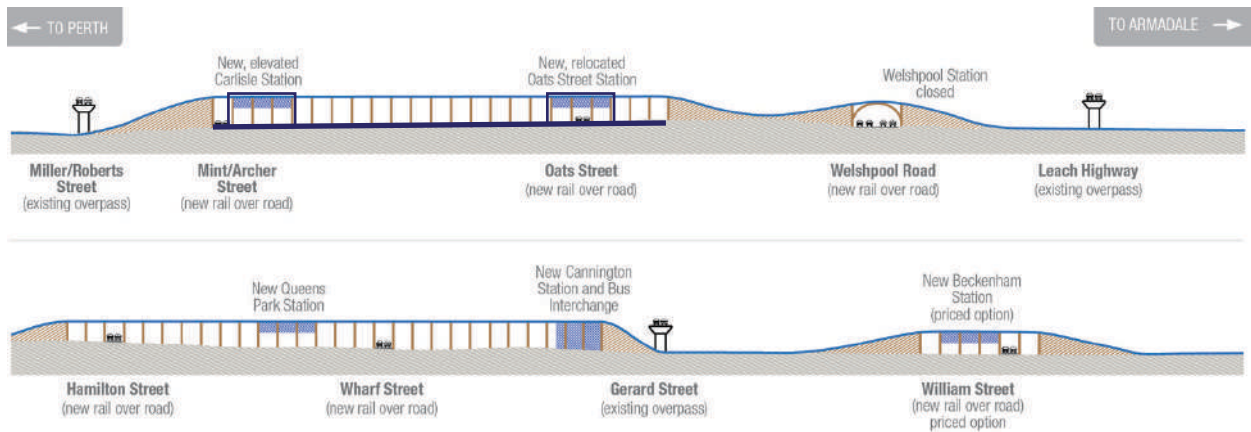 TO PERTH
TO ARMADALE
New, elevated
Carlisle Station
New, relocated
Oats Street Station
Welshpool Station
closed
Miller/Roberts
Street
(existing overpass)
Mint/Archer
Street
(new rail over road)
Oats Street
(new rail over road)
Welshpool Road
(new rail over road)
Leach Highway
(existing overpass)
New Queens
Park Station
New Cannington
Station and Bus
Interchange
New Beckenham
Station
(priced option)
Hamilton Street
(new rail over road)
Wharf Street
(new rail over road)
Gerard Street
(existing overpass)
William Street
(new rail over road)
priced option